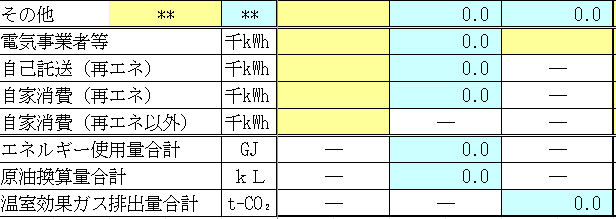 その他 ** ** 0.0 0.0
電気事業者等 千kWh 0.0
自己託送（再エネ） 千kWh 0.0 ―
自家消費（再エネ） 千kWh 0.0 ―
自家消費（再エネ以外） 千kWh ― ―
エネルギー使用量合計 GJ ― 0.0 ―
原油換算量合計 ｋＬ ― 0.0 ―
温室効果ガス排出量合計 t-CO₂ ― ― 0.0